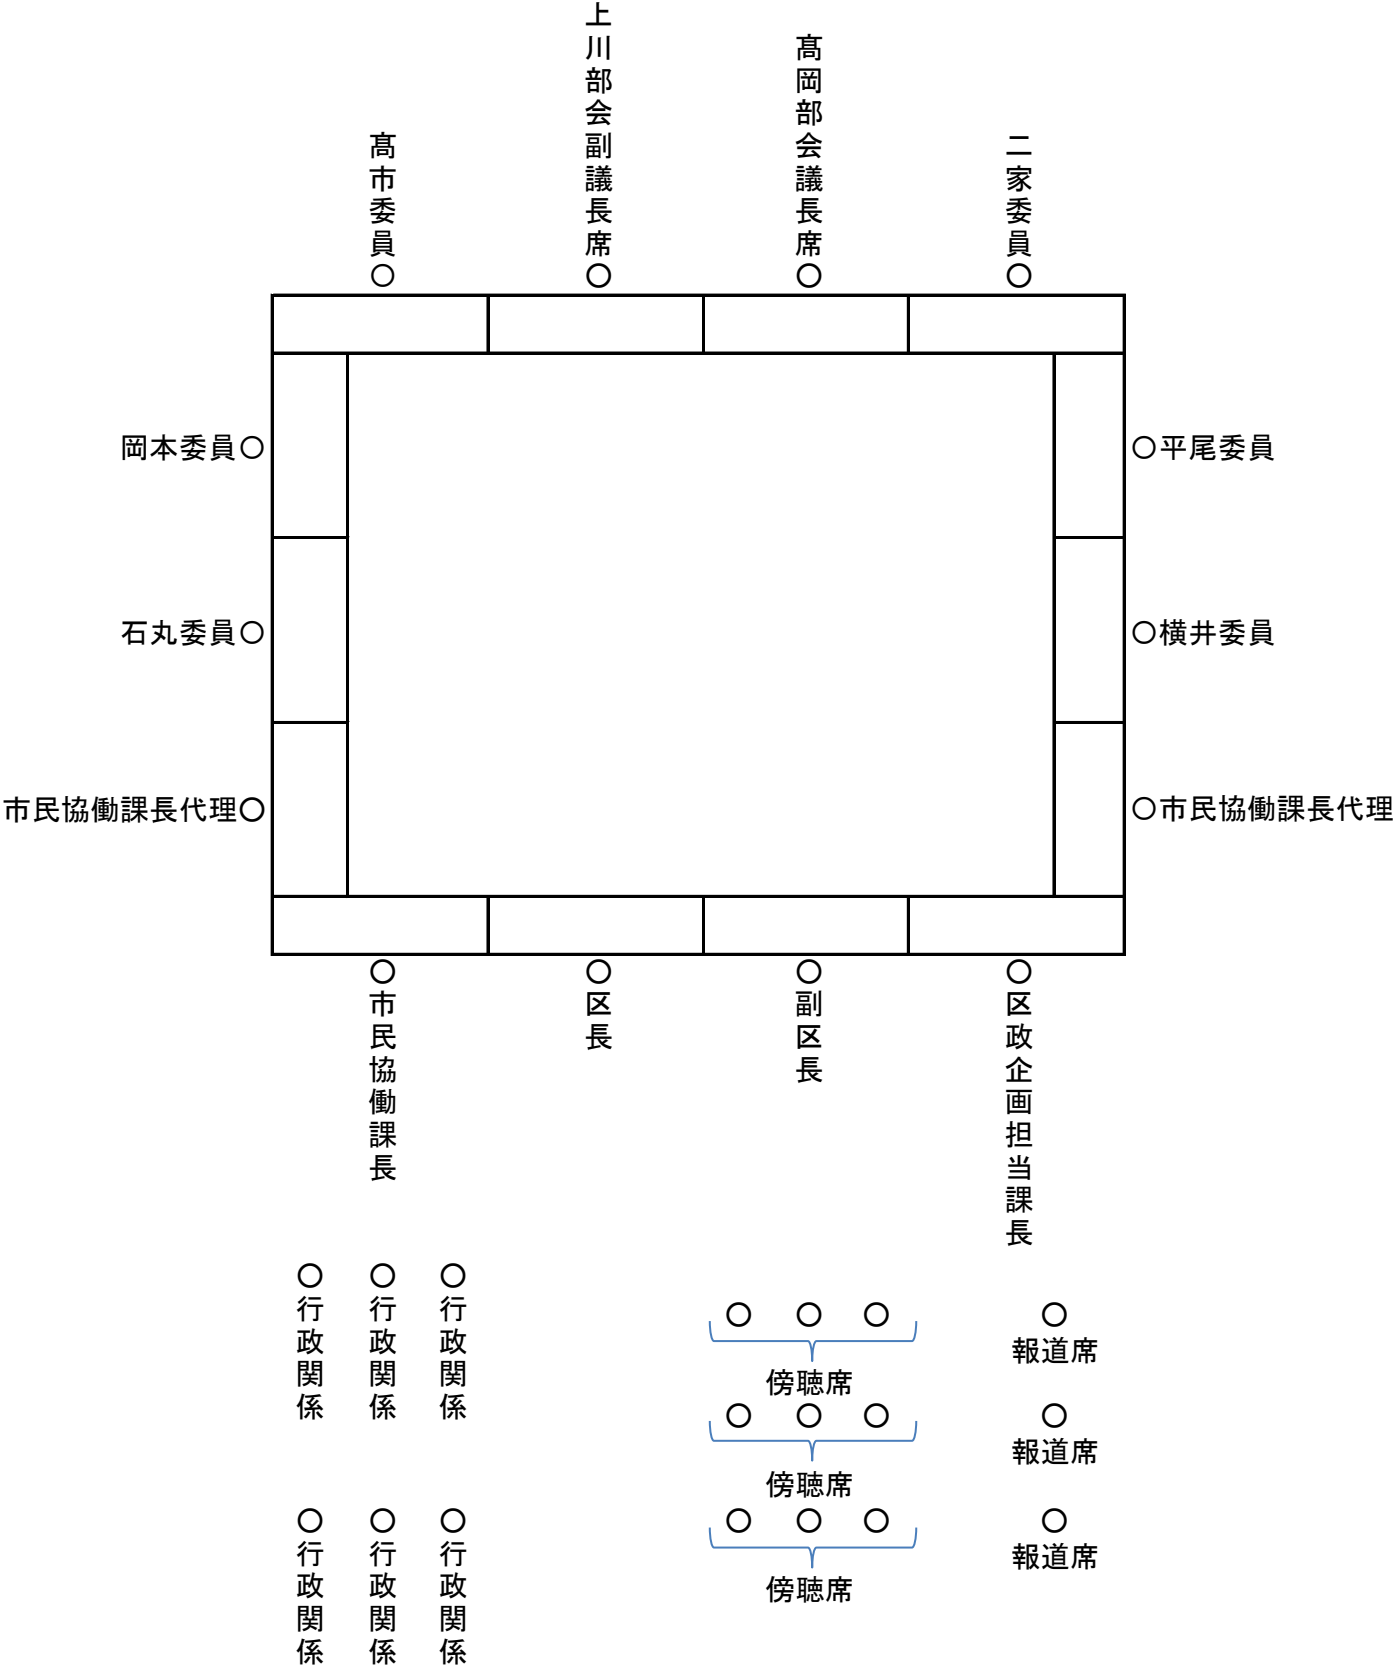 髙市委員○
上川部会副議長席○
髙岡部会議長席○
二家委員○
岡本委員○
○平尾委員
石丸委員○
○横井委員
市民協働課長代理○
○市民協働課長代理
○市民協働課長
○区長
○副区長
○区政企画担当課長
○行政関係
○行政関係
○行政関係
○ ○ ○
傍聴席
○
報道席
○ ○ ○
傍聴席
○
報道席
○行政関係
○行政関係
○行政関係
○ ○ ○
傍聴席
○
報道席